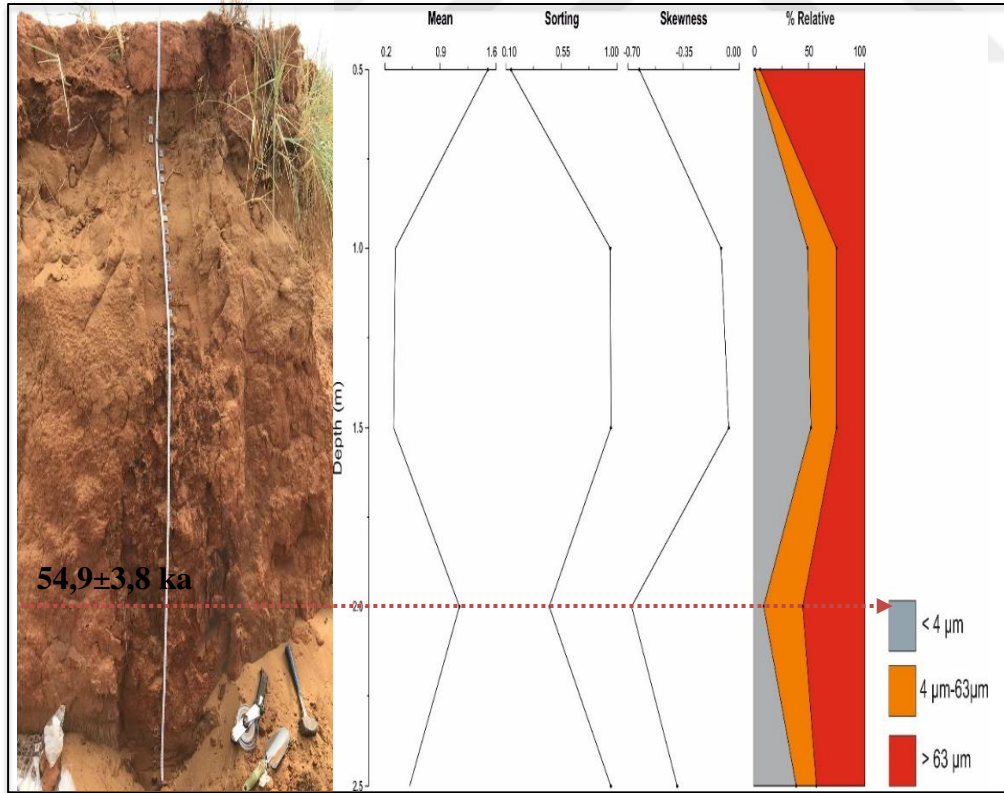 Mean Sorting Skewness % Relative
0.2 0.9 1.6 0.10 0.55 1.00 -0.70 -0.35 0.00 0 50 100
0.5
1.0
1.5
2.0
2.5
Depth (m)
54,9±3,8 ka
< 4 µm
4 µm-63µm
> 63 µm